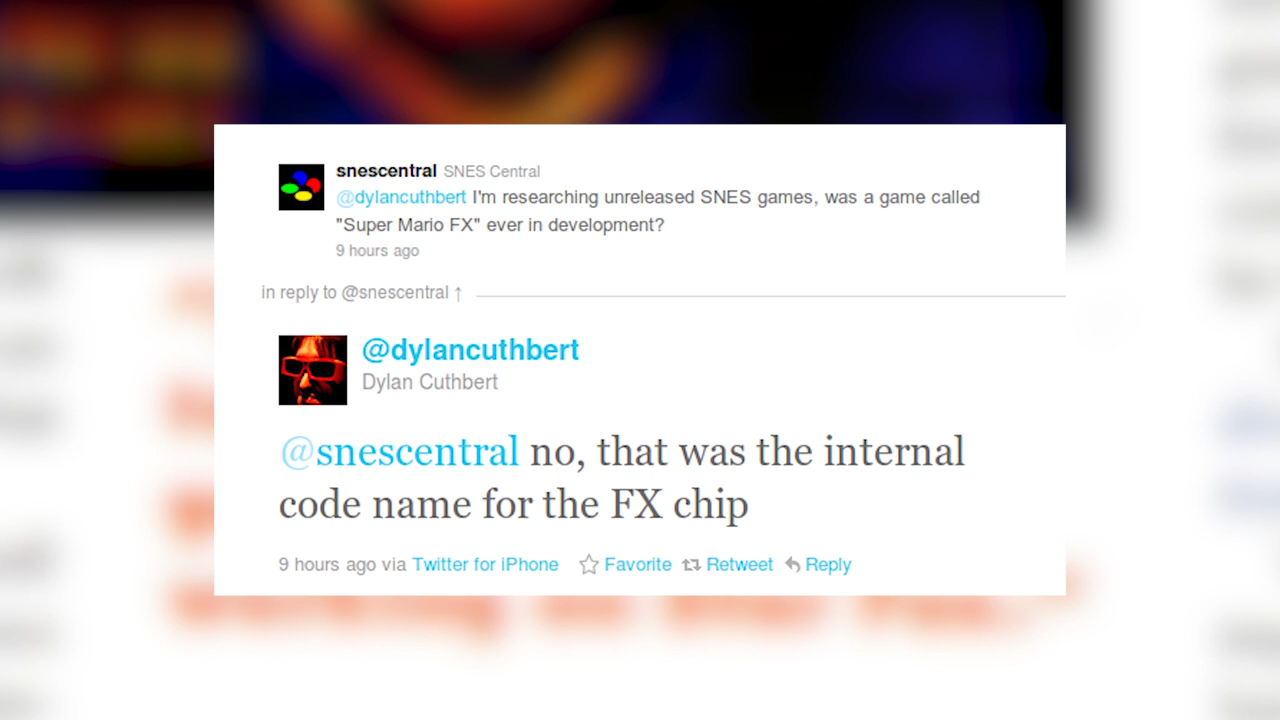 snescentral SNES Central
@dylancuthbert I'm researching unreleased SNES games, was a game called
"Super Mario FX" ever in development?
9 hours ago
in reply to @snescentral ↑
@dylancuthbert
Dylan Cuthbert
@snescentral no, that was the internal
code name for the FX chip
9 hours ago via Twitter for iPhone Favorite Retweet Reply